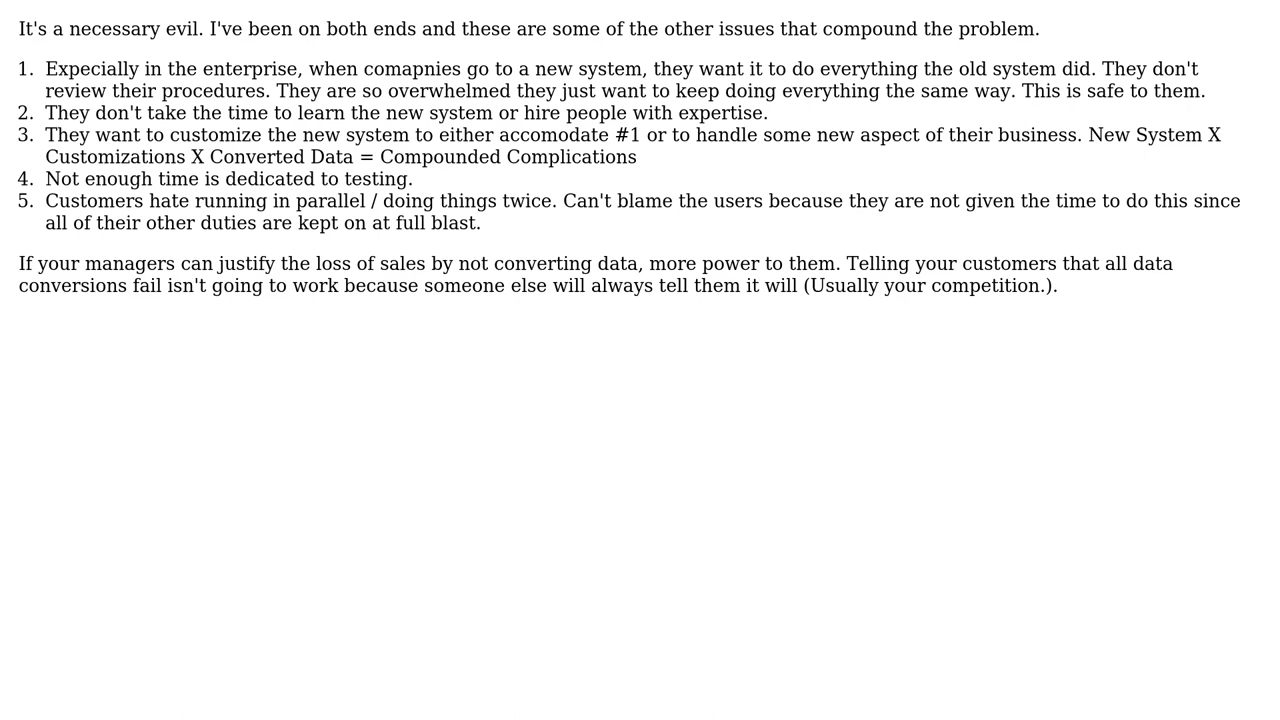 It's a necessary evil. I've been on both ends and these are some of the other issues that compound the problem.
1. Expecially in the enterprise, when comapnies go to a new system, they want it to do everything the old system did. They don't
review their procedures. They are so overwhelmed they just want to keep doing everything the same way. This is safe to them.
2. They don't take the time to learn the new system or hire people with expertise.
3. They want to customize the new system to either accomodate #1 or to handle some new aspect of their business. New System X
Customizations X Converted Data = Compounded Complications
4. Not enough time is dedicated to testing.
5. Customers hate running in parallel / doing things twice. Can't blame the users because they are not given the time to do this since
all of their other duties are kept on at full blast.
If your managers can justify the loss of sales by not converting data, more power to them. Telling your customers that all data
conversions fail isn't going to work because someone else will always tell them it will (Usually your competition.).